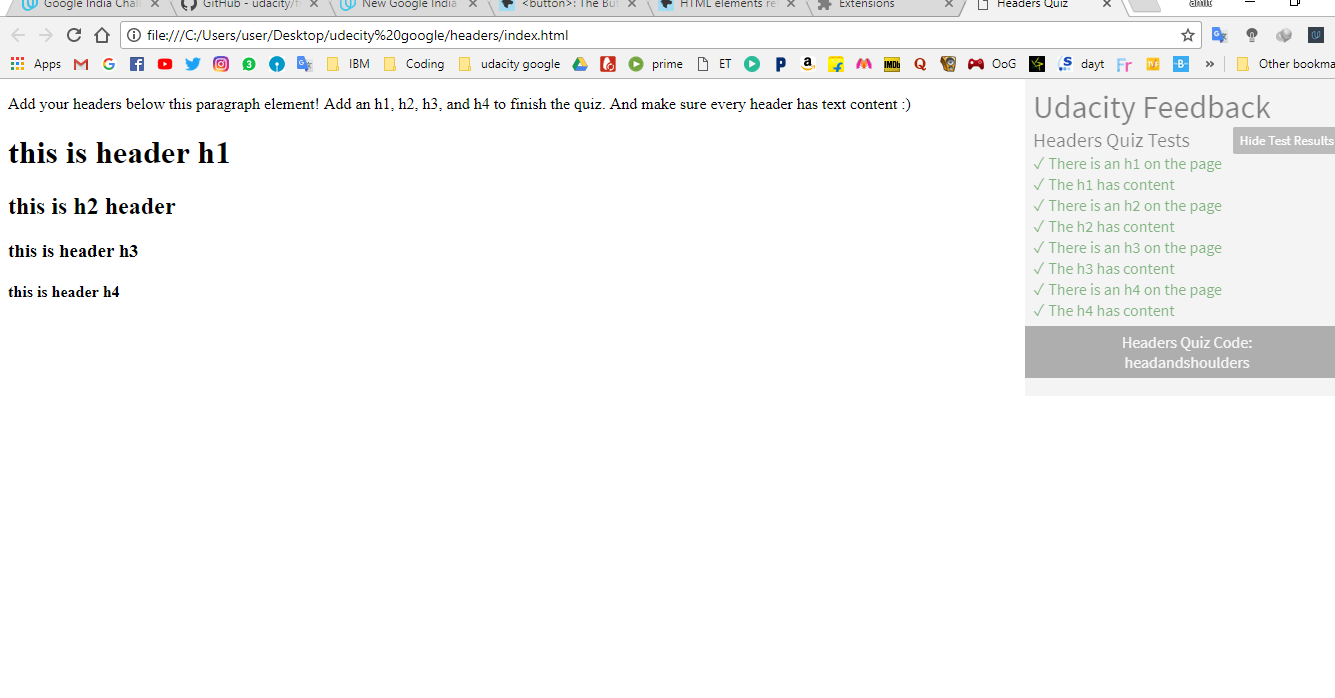 Google India Chal
GitHub - udacity/f
New Google India
<button>: The But
HTML elements re
Extensions
Headers Quiz
file:///C:/Users/user/Desktop/udecity%20google/headers/index.html
Apps
IBM
Coding
udacity google
prime
ET
OoG
dayt
Other bookma
Add your headers below this paragraph element! Add an h1, h2, h3, and h4 to finish the quiz. And make sure every header has text content :)
this is header h1
this is h2 header
this is header h3
this is header h4
Udacity Feedback
Headers Quiz Tests
Hide Test Results
✓ There is an h1 on the page
✓ The h1 has content
✓ There is an h2 on the page
✓ The h2 has content
✓ There is an h3 on the page
✓ The h3 has content
✓ There is an h4 on the page
✓ The h4 has content
Headers Quiz Code:
headandshoulders